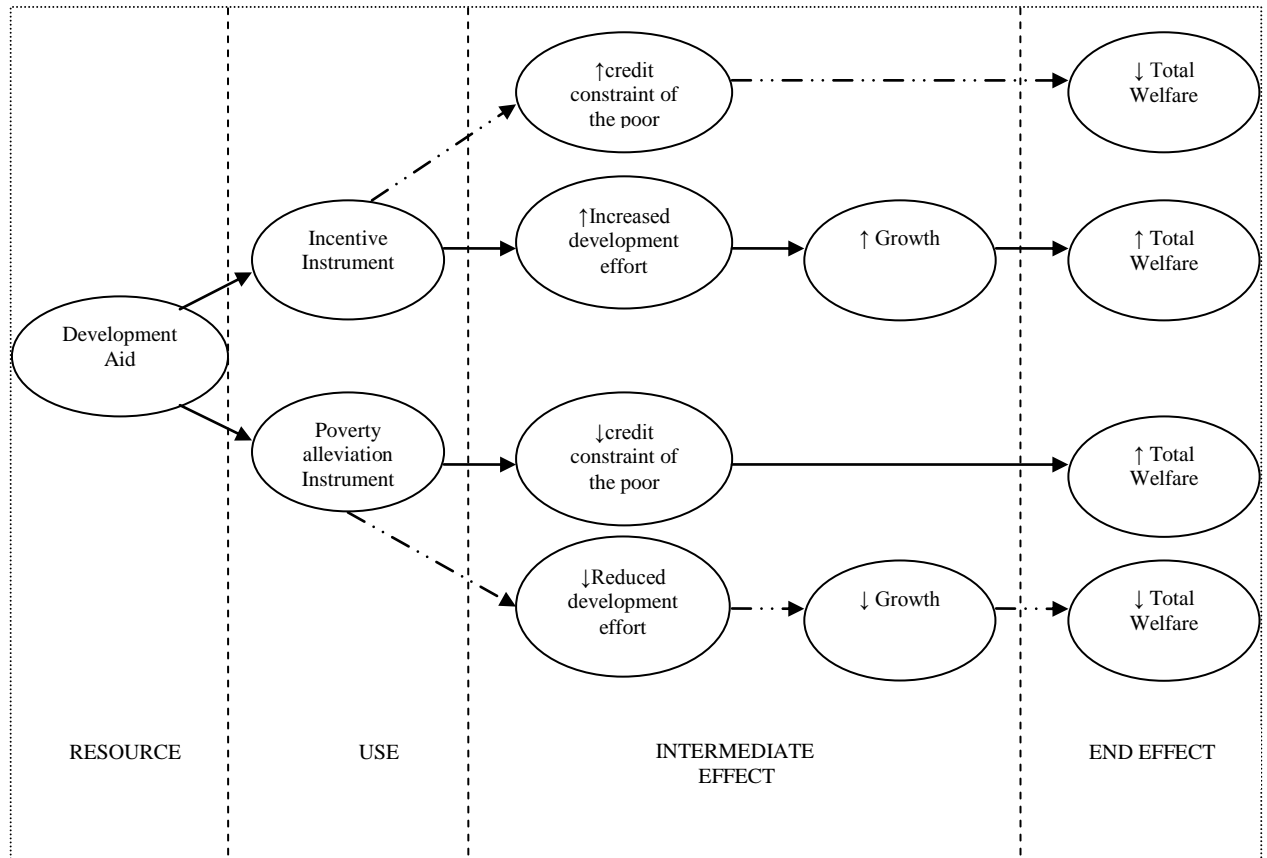 ↑credit
constraint of
the poor
↓ Total
Welfare
Incentive
Instrument
↑Increased
development
effort
↑ Growth
↑ Total
Welfare
Development
Aid
Poverty
alleviation
Instrument
↓credit
constraint of
the poor
↑ Total
Welfare
↓Reduced
development
effort
↓ Growth
↓ Total
Welfare
RESOURCE
USE
INTERMEDIATE
EFFECT
END EFFECT